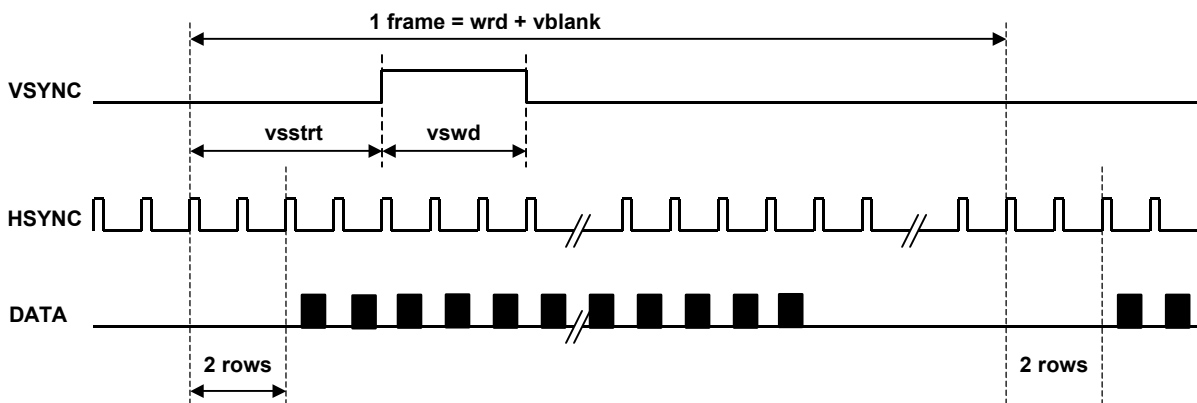 1 frame = wrd + vblank
VSYNC
vsstrt
vswd
HSYNC
DATA
2 rows
2 rows